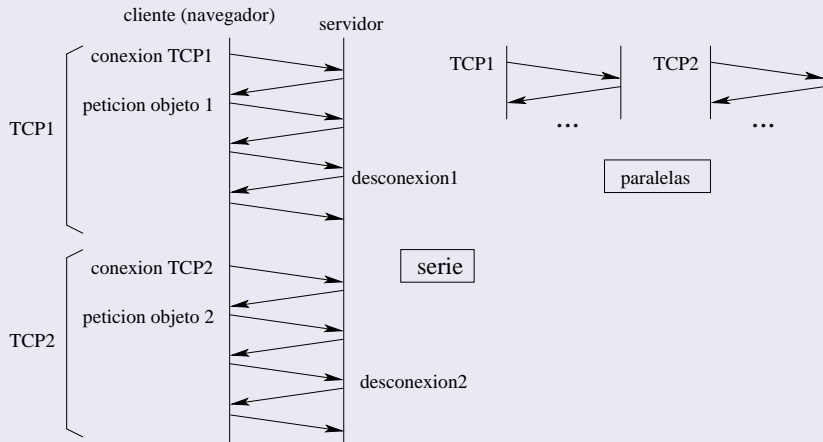 cliente (navegador)
servidor
conexion TCP1
peticion objeto 1
TCP1
desconexion1
conexion TCP2
peticion objeto 2
TCP2
desconexion2
serie
TCP1
TCP2
...
...
paralelas